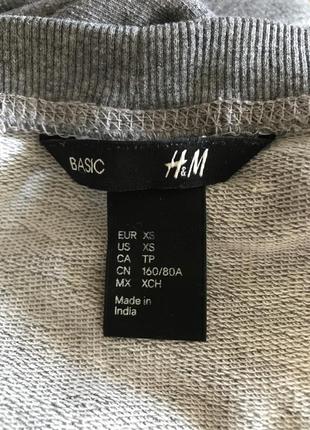 BASIC H&M
EUR XS
US XS
CA TP
CN 160/80A
MX XCH
Made in
India